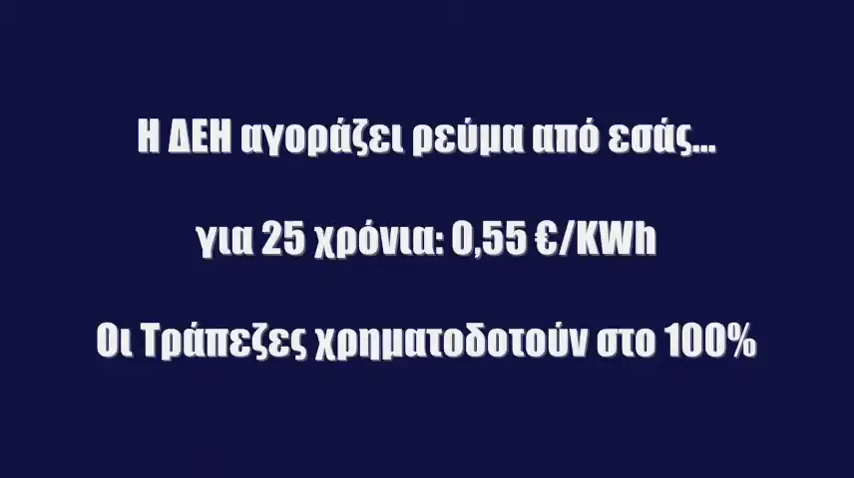 Η ΔΕΗ αγοράζει ρεύμα από εσάς...
για 25 χρόνια: 0,55 €/KWh
Οι Τράπεζες χρηματοδοτούν στο 100%